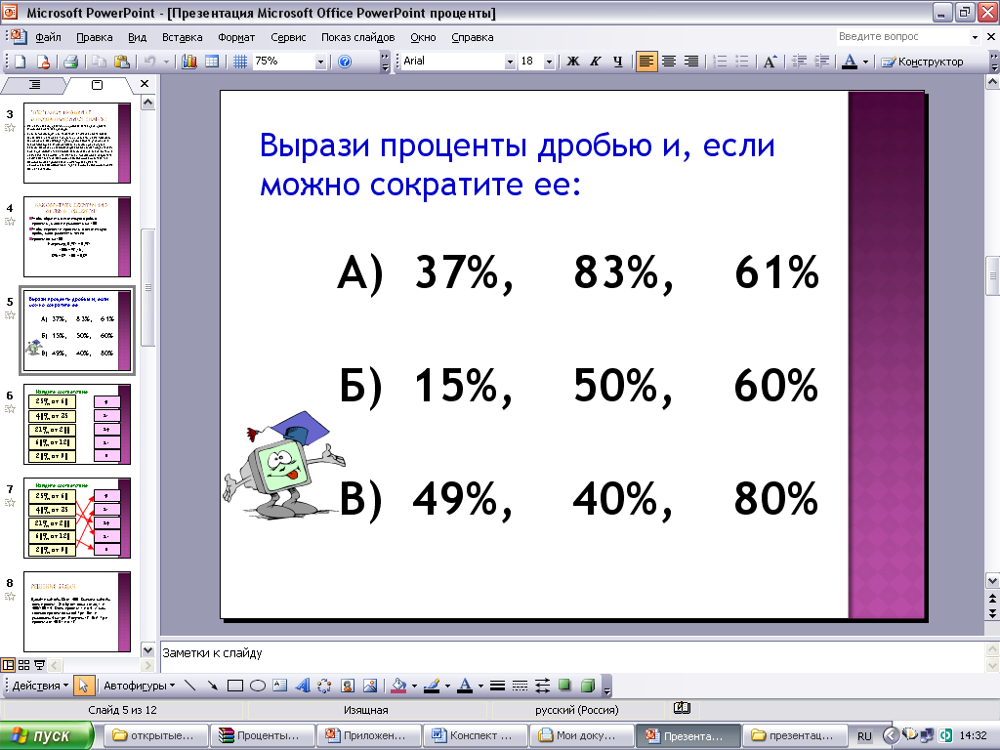 Microsoft PowerPoint - [Презентация Microsoft Office PowerPoint проценты]
Файл Правка Вид Вставка Формат Сервис Показ слайдов Окно Справка Введите вопрос
75% Arial 18 Ж К Ч Конструктор
3
4
5
Вырази проценты дробью и, если
можно сократите ее:
А) 37%, 83%, 61%
Б) 15%, 50%, 60%
В) 49%, 40%, 80%
6
7
8
Вырази проценты дробью и, если
можно сократите ее:
А) 37%, 83%, 61%
Б) 15%, 50%, 60%
В) 49%, 40%, 80%
Заметки к слайду
Действия Автофигуры
Слайд 5 из 12 Изящная русский (Россия)
пуск открытые... Проценты... Приложен... Конспект ... Мои доку... Презента... презентац... RU 14:32